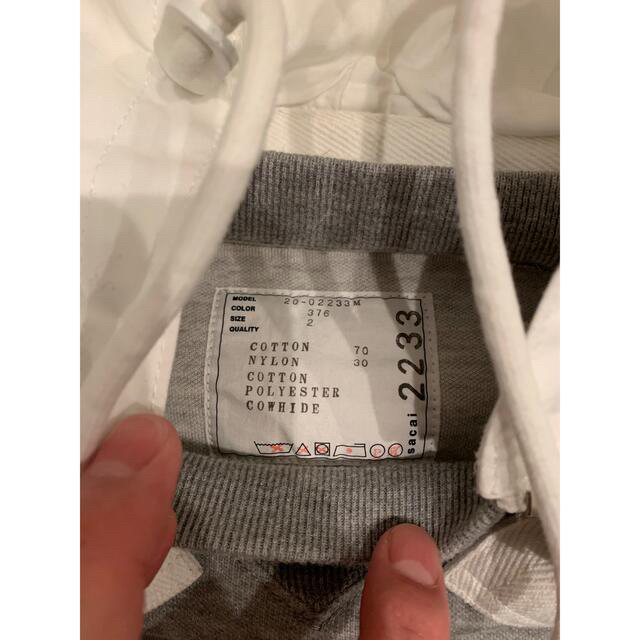 MODEL 20-02233M
COLOR 376
SIZE 2
QUALITY
COTTON 70
NYLON 30
COTTON
POLYESTER
COWHIDE
sacai 2233